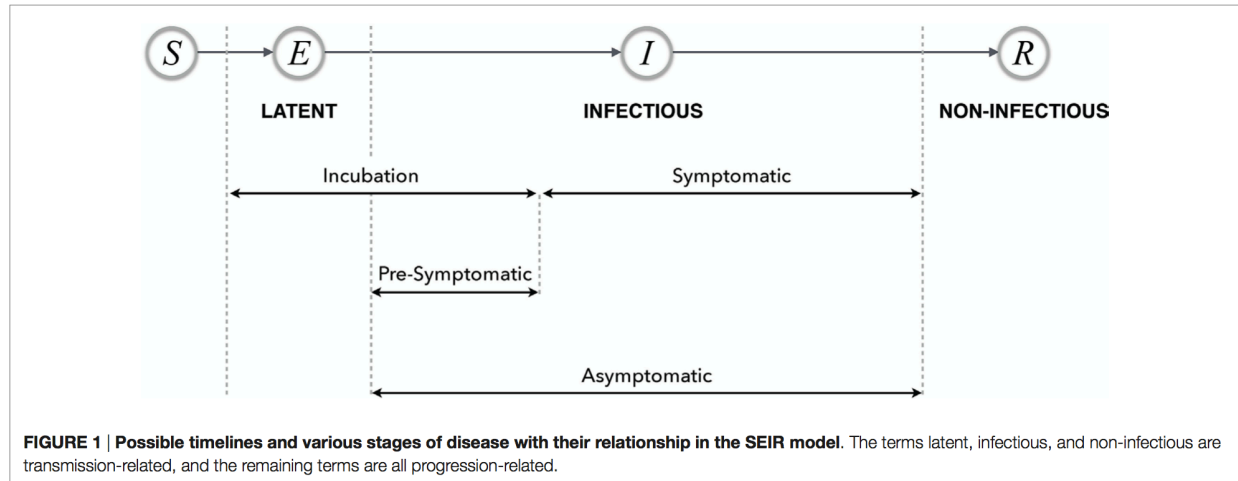 S E I R
LATENT INFECTIOUS NON-INFECTIOUS
Incubation Symptomatic
Pre-Symptomatic
Asymptomatic
FIGURE 1 | Possible timelines and various stages of disease with their relationship in the SEIR model. The terms latent, infectious, and non-infectious are
transmission-related, and the remaining terms are all progression-related.